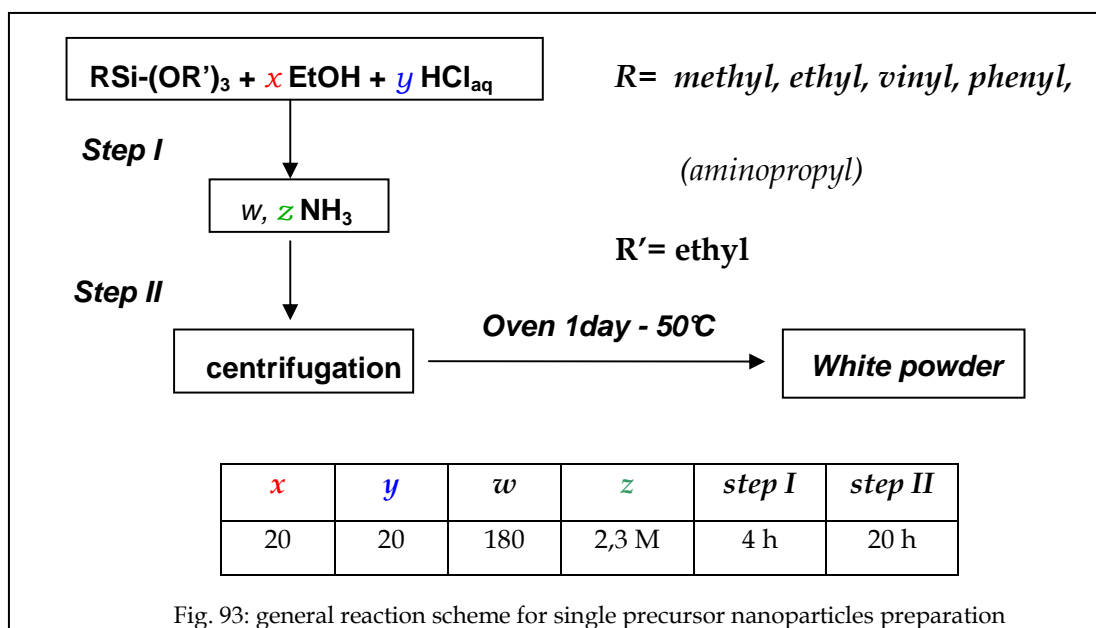 RSi-(OR’)₃ + x EtOH + y HClₐq
R= methyl, ethyl, vinyl, phenyl,
Step I
(aminopropyl)
w, z NH₃
R’= ethyl
Step II
Oven 1day - 50°C
centrifugation
White powder
x y w z step I step II
20 20 180 2,3 M 4 h 20 h
Fig. 93: general reaction scheme for single precursor nanoparticles preparation